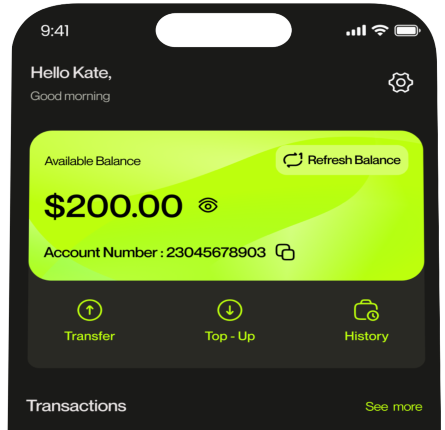 9:41
Hello Kate,
Good morning
Available Balance
Refresh Balance
$200.00
Account Number : 23045678903
Transfer
Top - Up
History
Transactions
See more